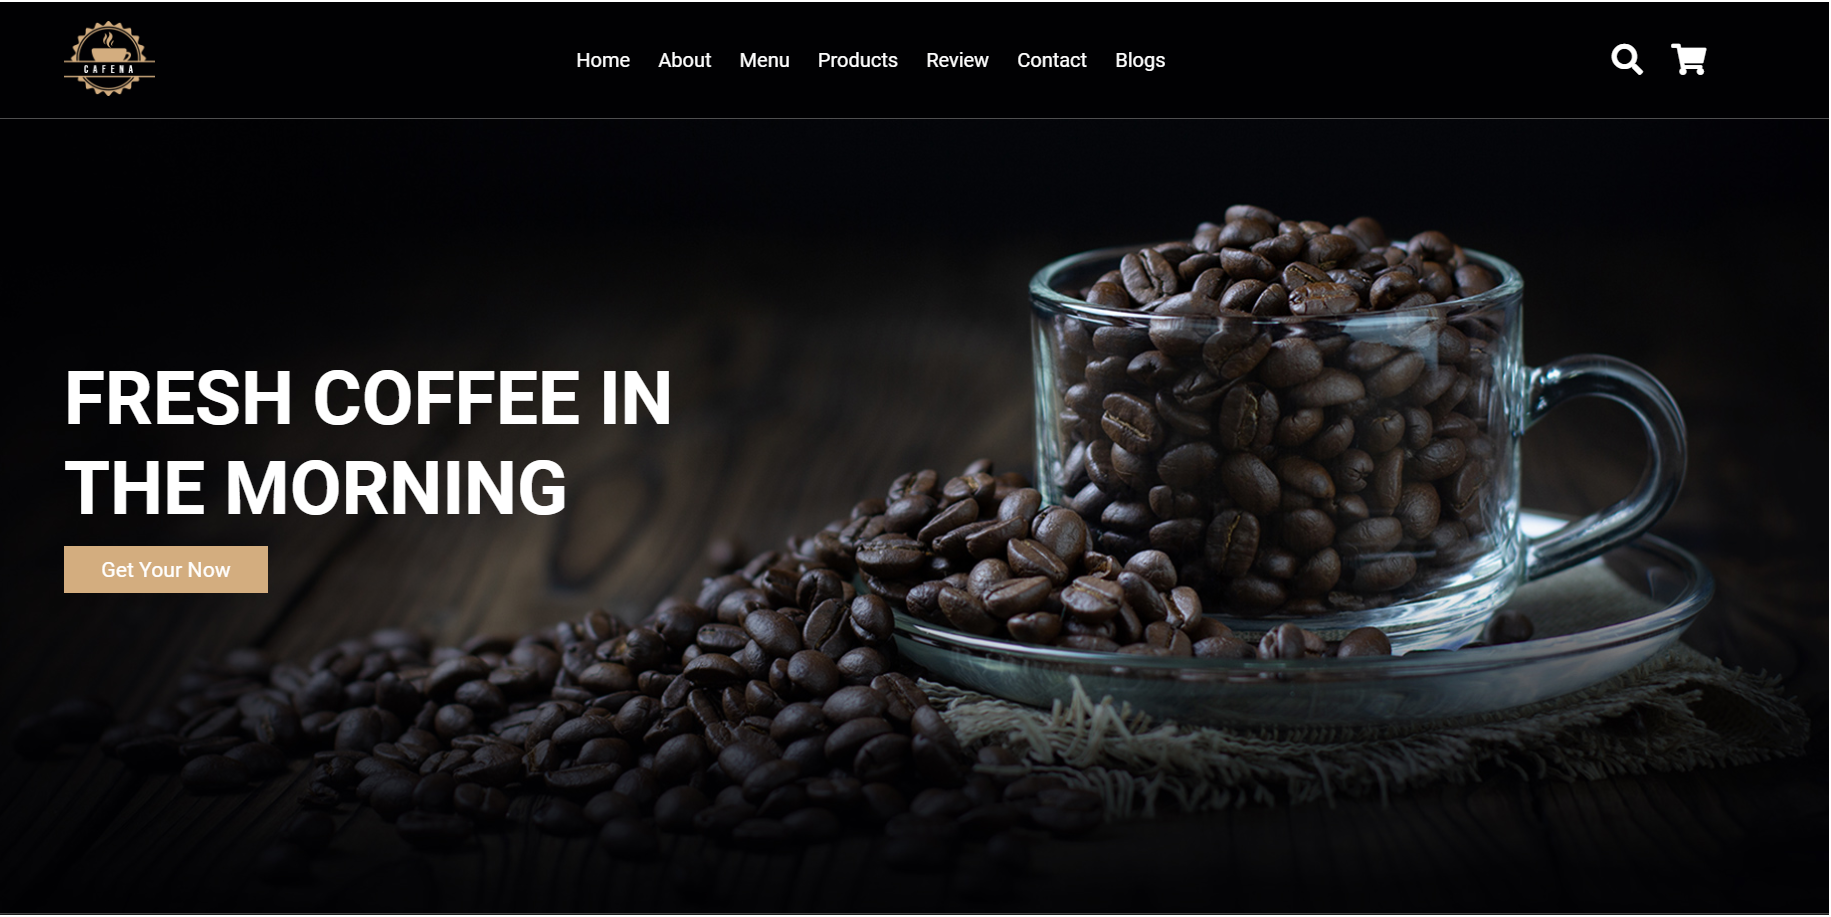 CAFENA
Home About Menu Products Review Contact Blogs
FRESH COFFEE IN
THE MORNING
Get Your Now